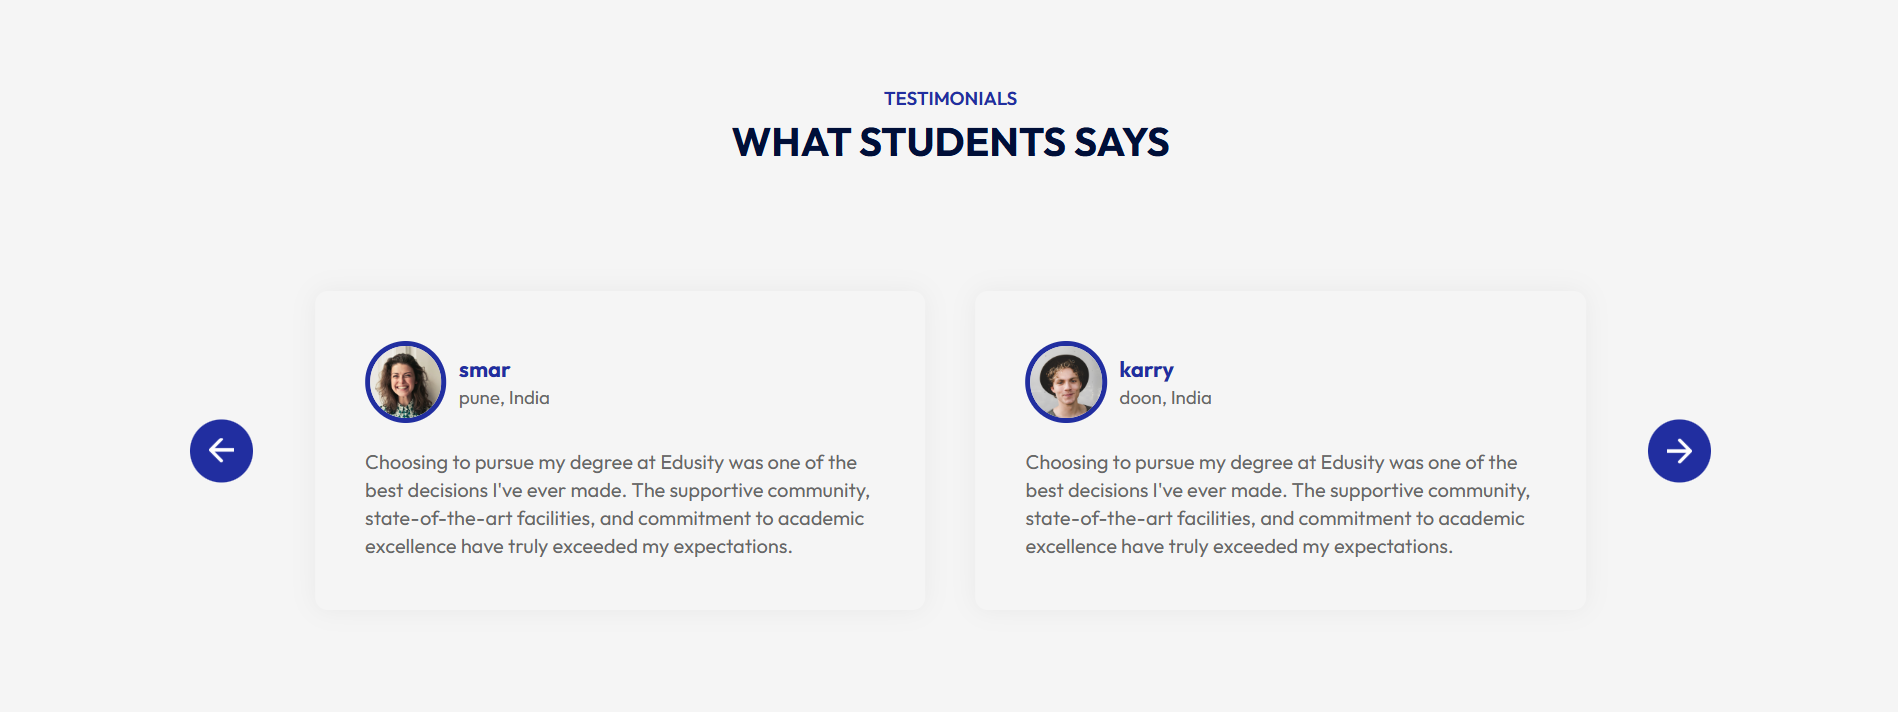 TESTIMONIALS
WHAT STUDENTS SAYS
smar
pune, India
Choosing to pursue my degree at Edusity was one of the
best decisions I've ever made. The supportive community,
state-of-the-art facilities, and commitment to academic
excellence have truly exceeded my expectations.
karry
doon, India
Choosing to pursue my degree at Edusity was one of the
best decisions I've ever made. The supportive community,
state-of-the-art facilities, and commitment to academic
excellence have truly exceeded my expectations.